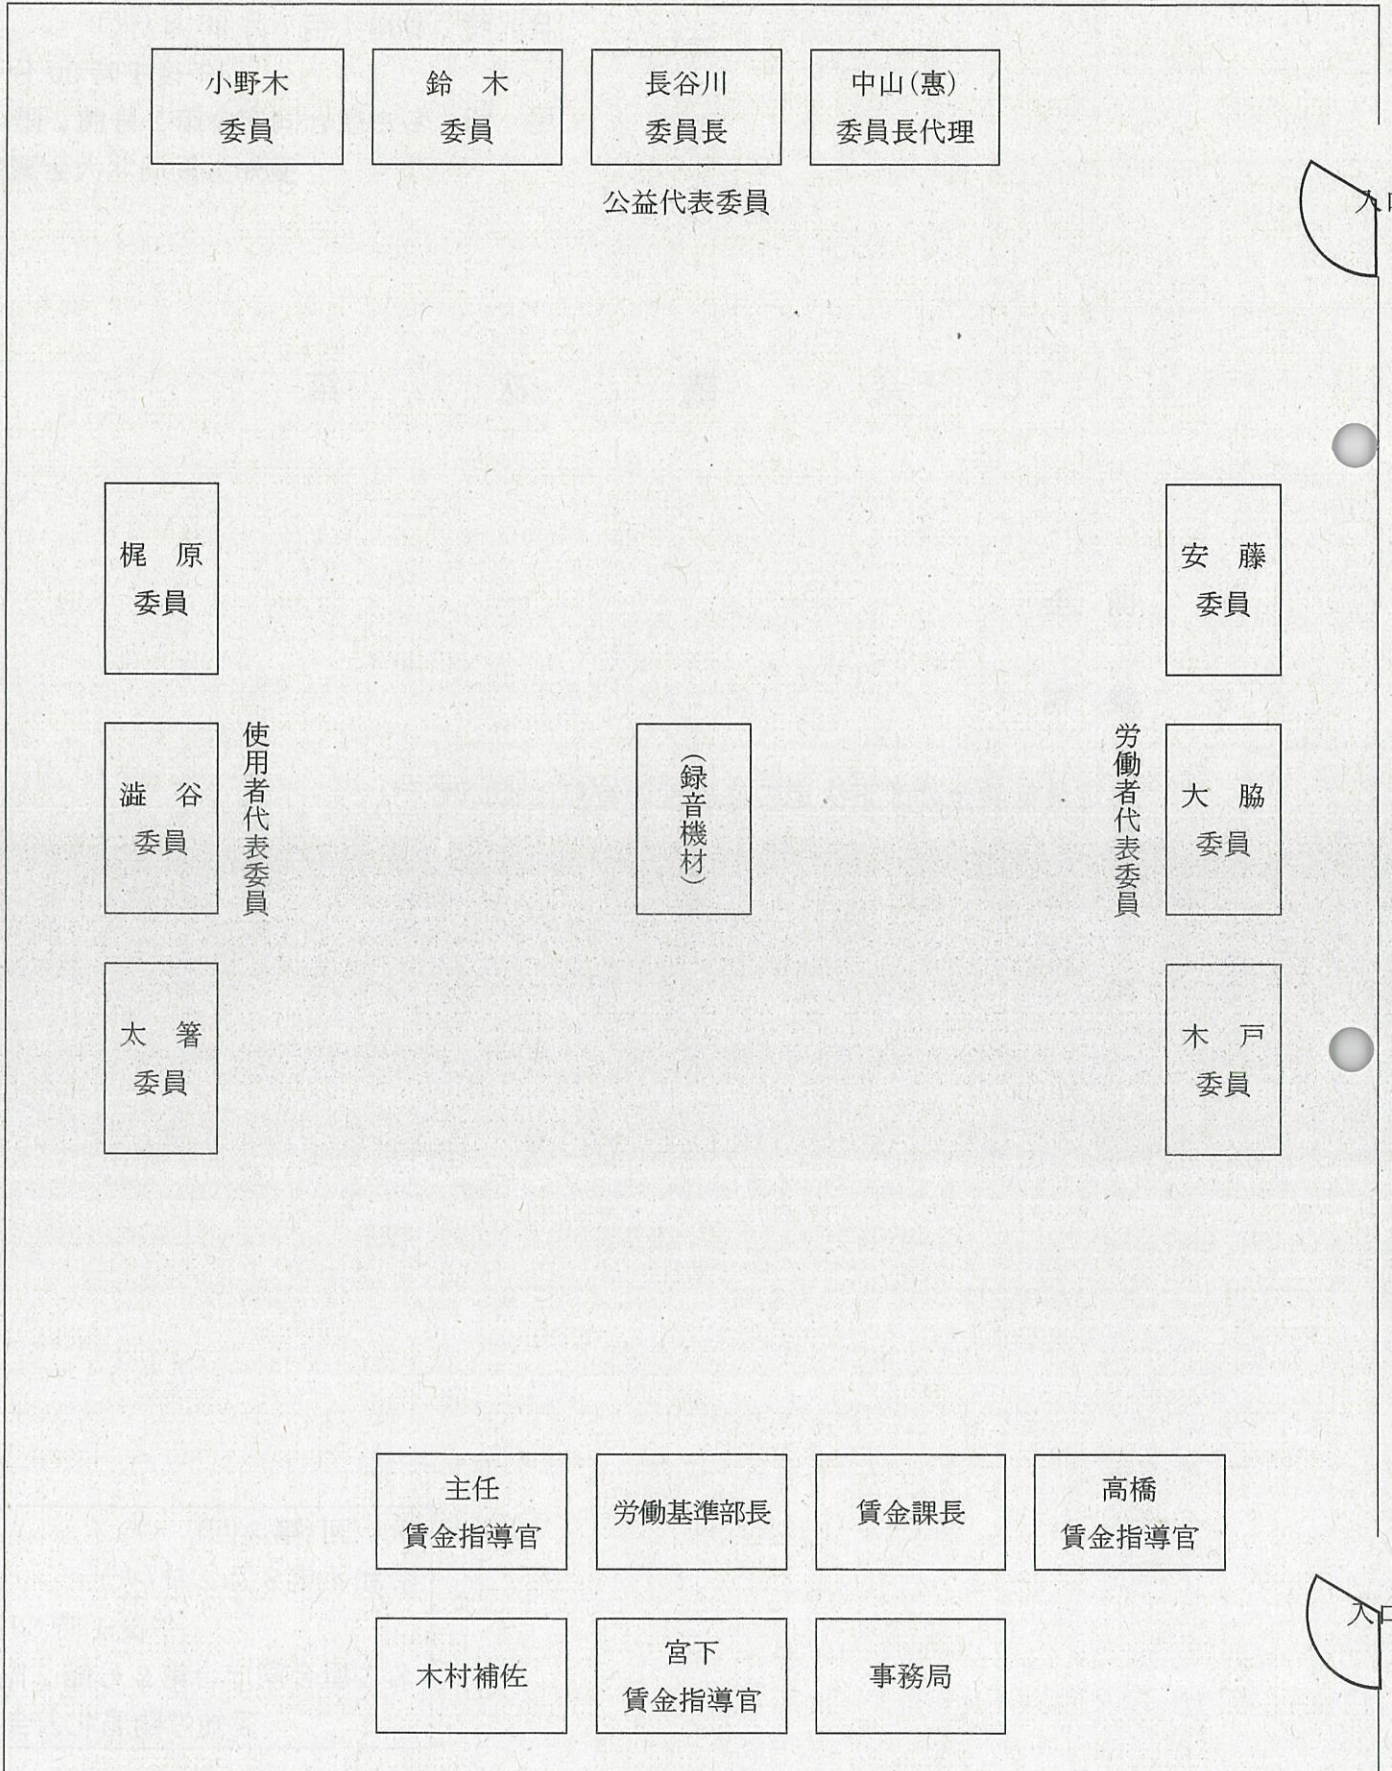 小野木
委員
鈴　木
委員
長谷川
委員長
中山(惠)
委員長代理
公益代表委員
入口
梶　原
委員
安　藤
委員
澁　谷
委員
使用者代表委員
(録音機材)
労働者代表委員
大　脇
委員
太　箸
委員
木　戸
委員
主任
賃金指導官
労働基準部長
賃金課長
高橋
賃金指導官
入口
木村補佐
宮下
賃金指導官
事務局